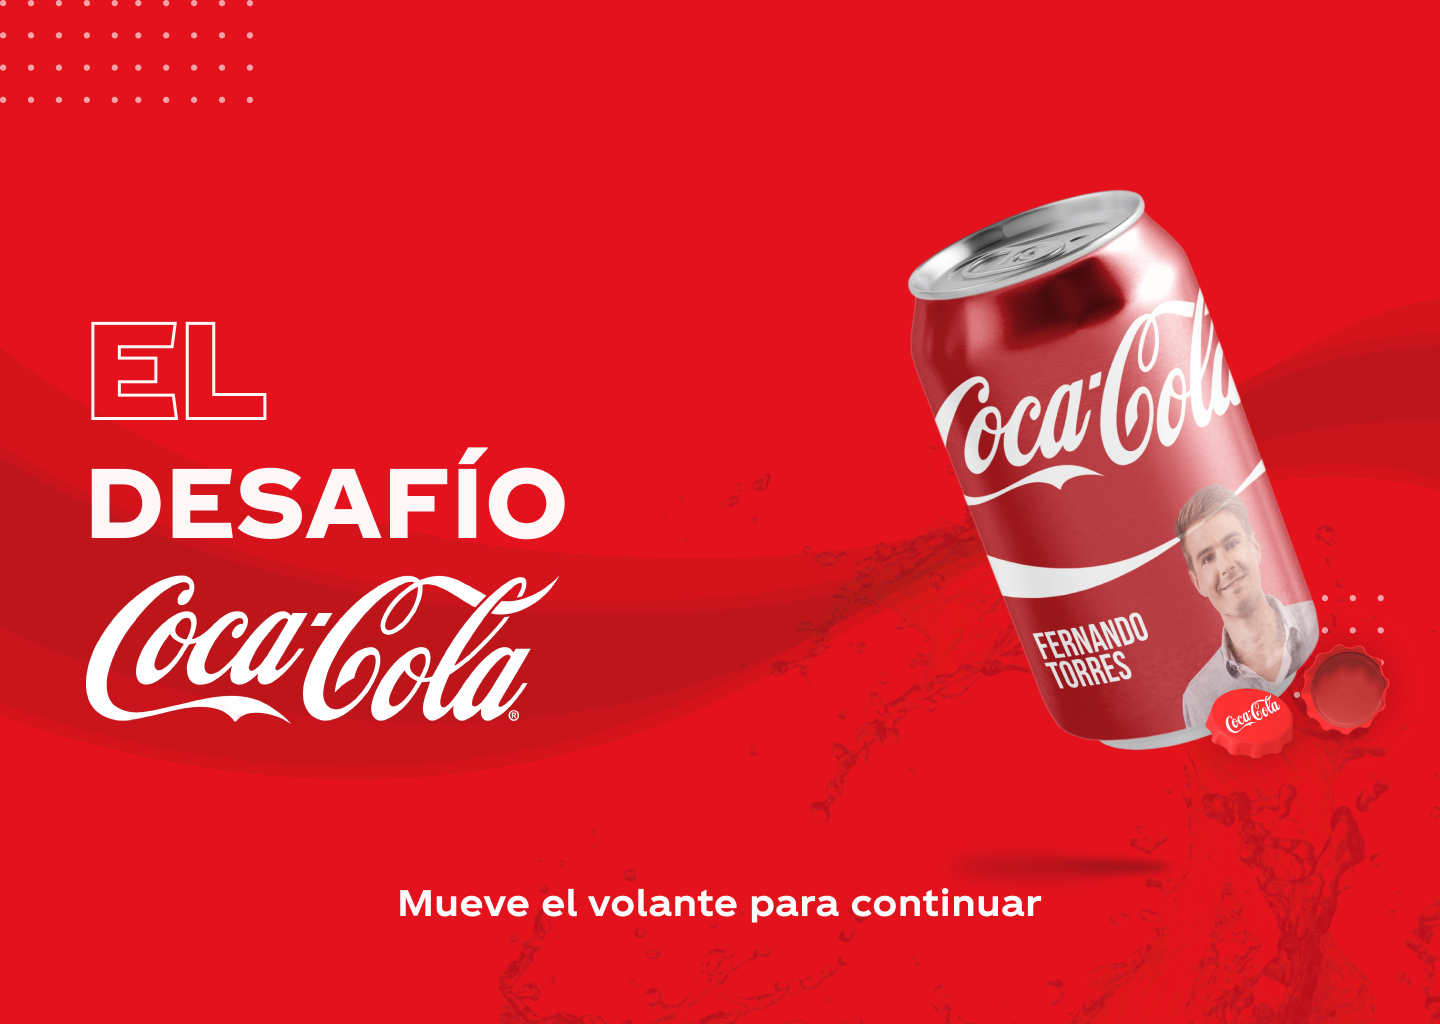 EL
DESAFÍO
Coca-Cola®
Coca-Cola
FERNANDO
TORRES
Coca-Cola
Mueve el volante para continuar